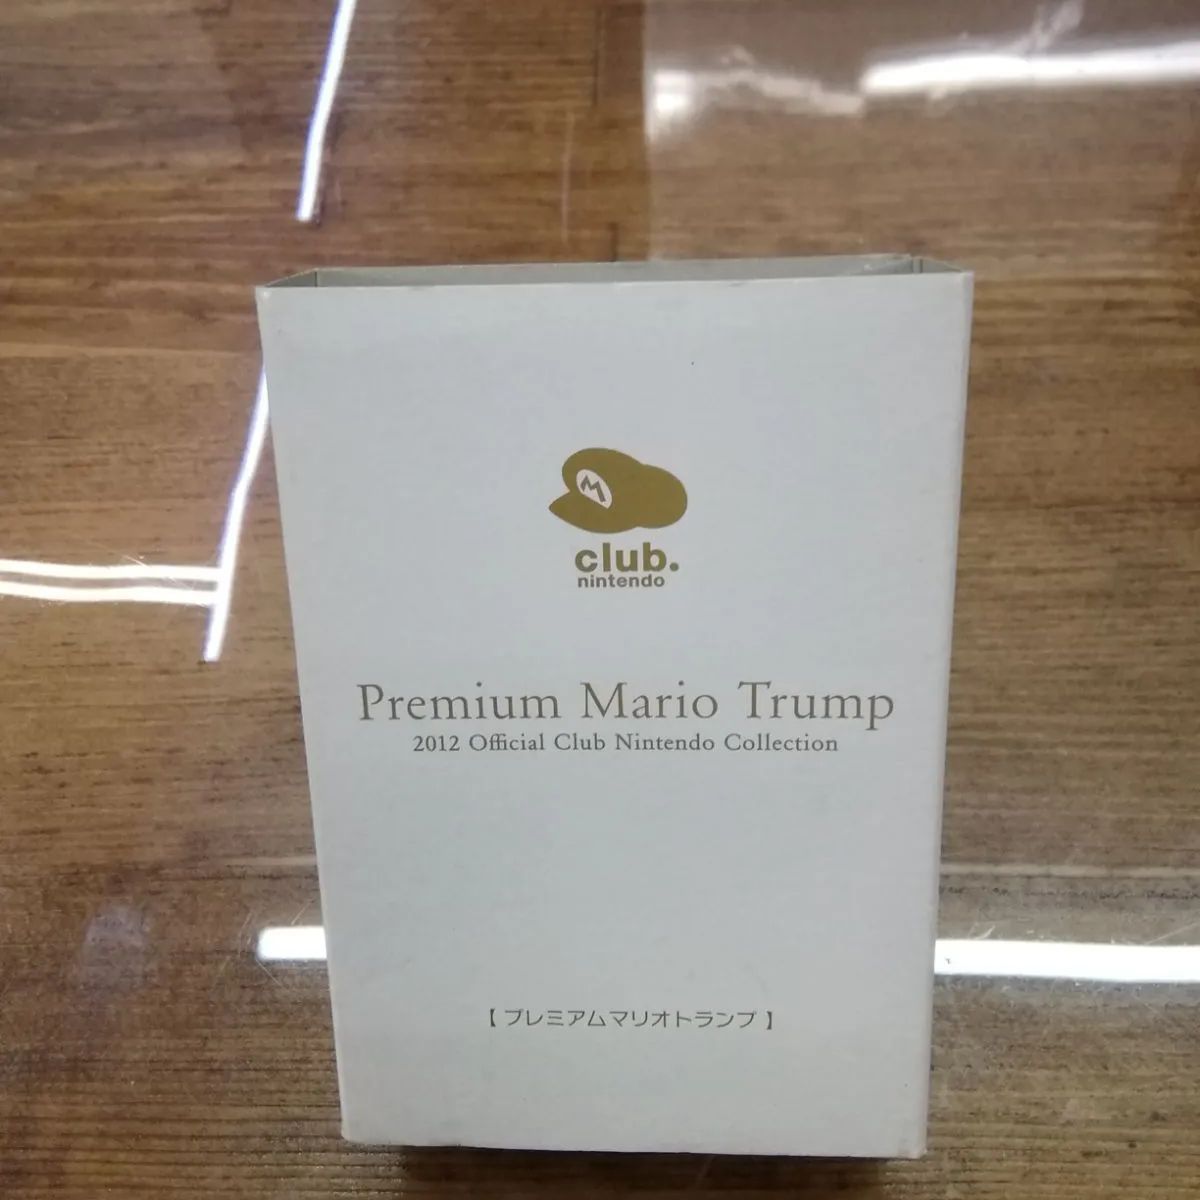 M
club.
nintendo
Premium Mario Trump
2012 Official Club Nintendo Collection
【プレミアムマリオトランプ】